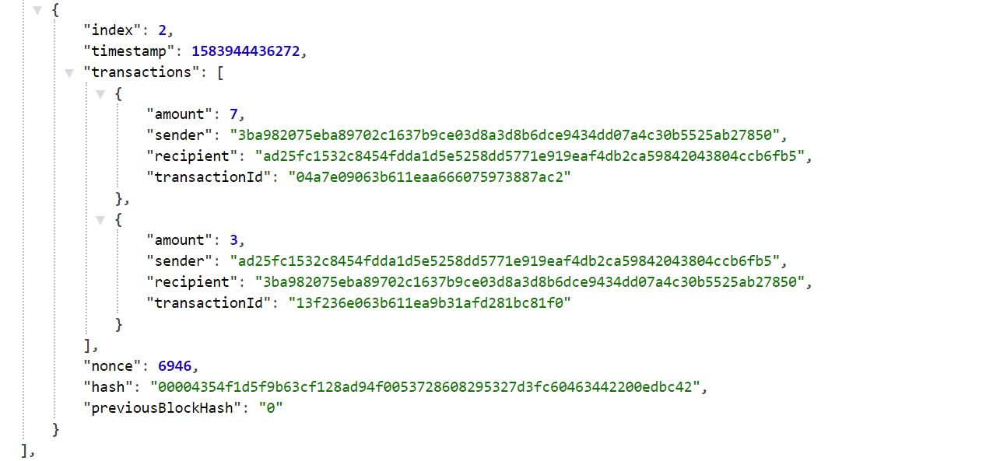 {
"index": 2,
"timestamp": 1583944436272,
"transactions": [
{
"amount": 7,
"sender": "3ba982075eba89702c1637b9ce03d8a3d8b6dce9434dd07a4c30b5525ab27850",
"recipient": "ad25fc1532c8454fdda1d5e5258dd5771e919eaf4db2ca59842043804ccb6fb5",
"transactionId": "04a7e09063b611eaa666075973887ac2"
},
{
"amount": 3,
"sender": "ad25fc1532c8454fdda1d5e5258dd5771e919eaf4db2ca59842043804ccb6fb5",
"recipient": "3ba982075eba89702c1637b9ce03d8a3d8b6dce9434dd07a4c30b5525ab27850",
"transactionId": "13f236e063b611ea9b31afd281bc81f0"
}
],
"nonce": 6946,
"hash": "00004354f1d5f9b63cf128ad94f0053728608295327d3fc60463442200edbc42",
"previousBlockHash": "0"
}
],